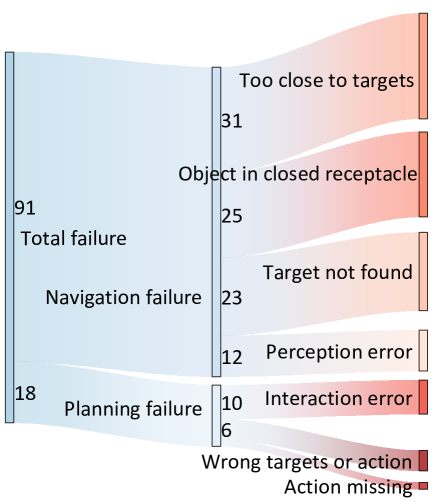 Too close to targets
31
Object in closed receptacle
91
25
Total failure
Target not found
Navigation failure
23
Perception error
12
18
Interaction error
10
Planning failure
6
Wrong targets or action
Action missing